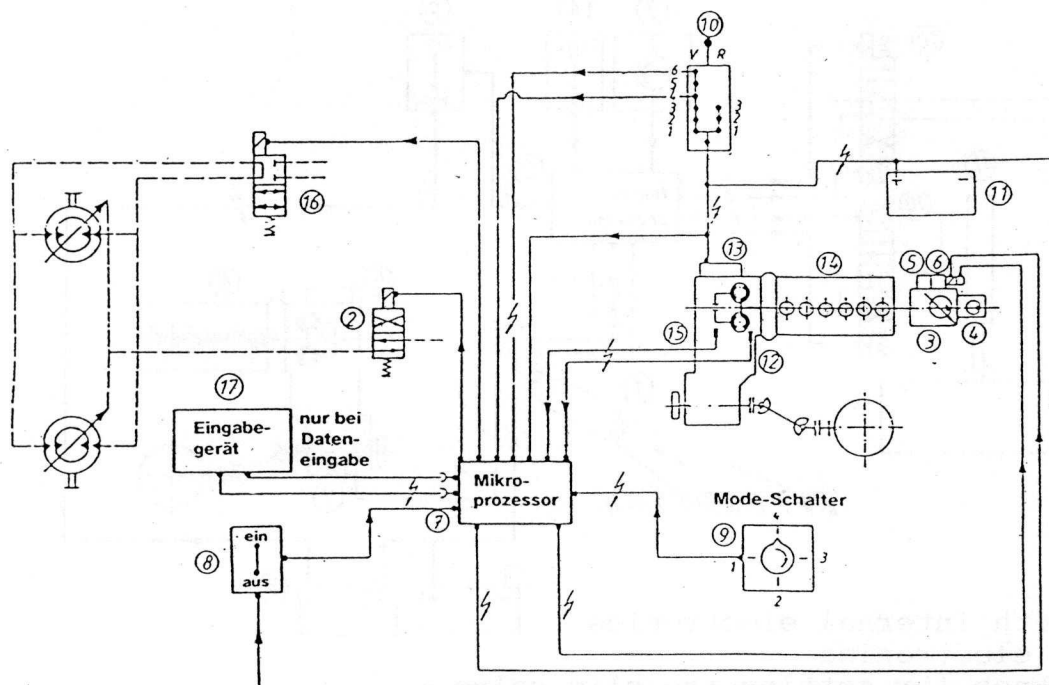 10
V R
6
5
4
3
2
1
3
2
1
16
11
13
14
5 6
2
15
12
3
4
17
Eingabe-
gerät
nur bei
Daten-
eingabe
Mikro-
prozessor
7
Mode-Schalter
9
4
1
3
2
8
ein
aus